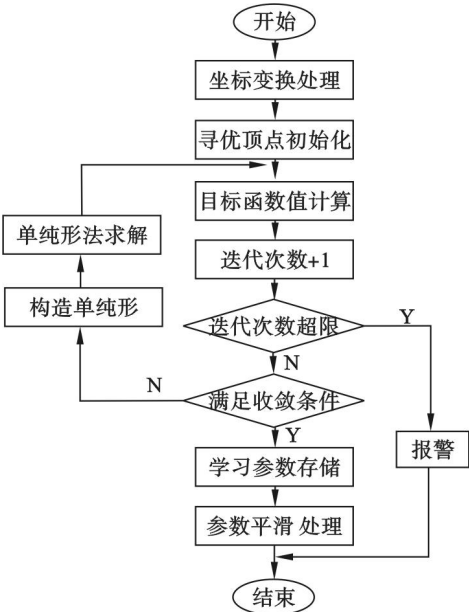 开始
坐标变换处理
寻优顶点初始化
目标函数值计算
单纯形法求解
迭代次数+1
构造单纯形
迭代次数超限
Y
N
满足收敛条件
N
Y
报警
学习参数存储
参数平滑 处理
结束